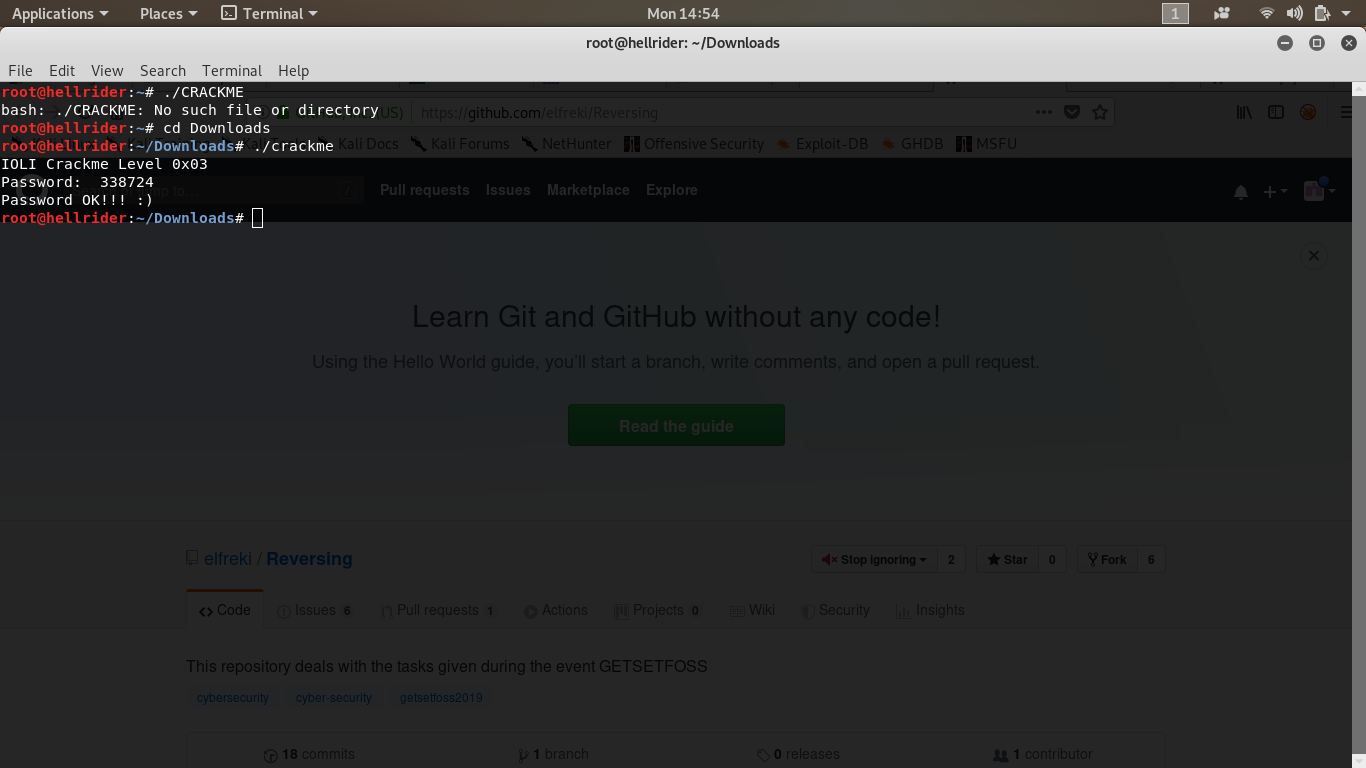 Applications Places Terminal Mon 14:54 1
root@hellrider: ~/Downloads
File Edit View Search Terminal Help
root@hellrider:~# ./CRACKME
bash: ./CRACKME: No such file or directory
(US) https://github.com/elfreki/Reversing
root@hellrider:~# cd Downloads
root@hellrider:~/Downloads# ./crackme
Kali Docs Kali Forums NetHunter Offensive Security Exploit-DB GHDB MSFU
IOLI Crackme Level 0x03
Password:  338724
Pull requests Issues Marketplace Explore
Password OK!!! :)
root@hellrider:~/Downloads#
Learn Git and GitHub without any code!
Using the Hello World guide, you’ll start a branch, write comments, and open a pull request.
Read the guide
elfreki / Reversing Stop ignoring 2 Star 0 Fork 6
Code Issues 6 Pull requests 1 Actions Projects 0 Wiki Security Insights
This repository deals with the tasks given during the event GETSETFOSS
cybersecurity cyber-security getsetfoss2019
18 commits 1 branch 0 releases 1 contributor